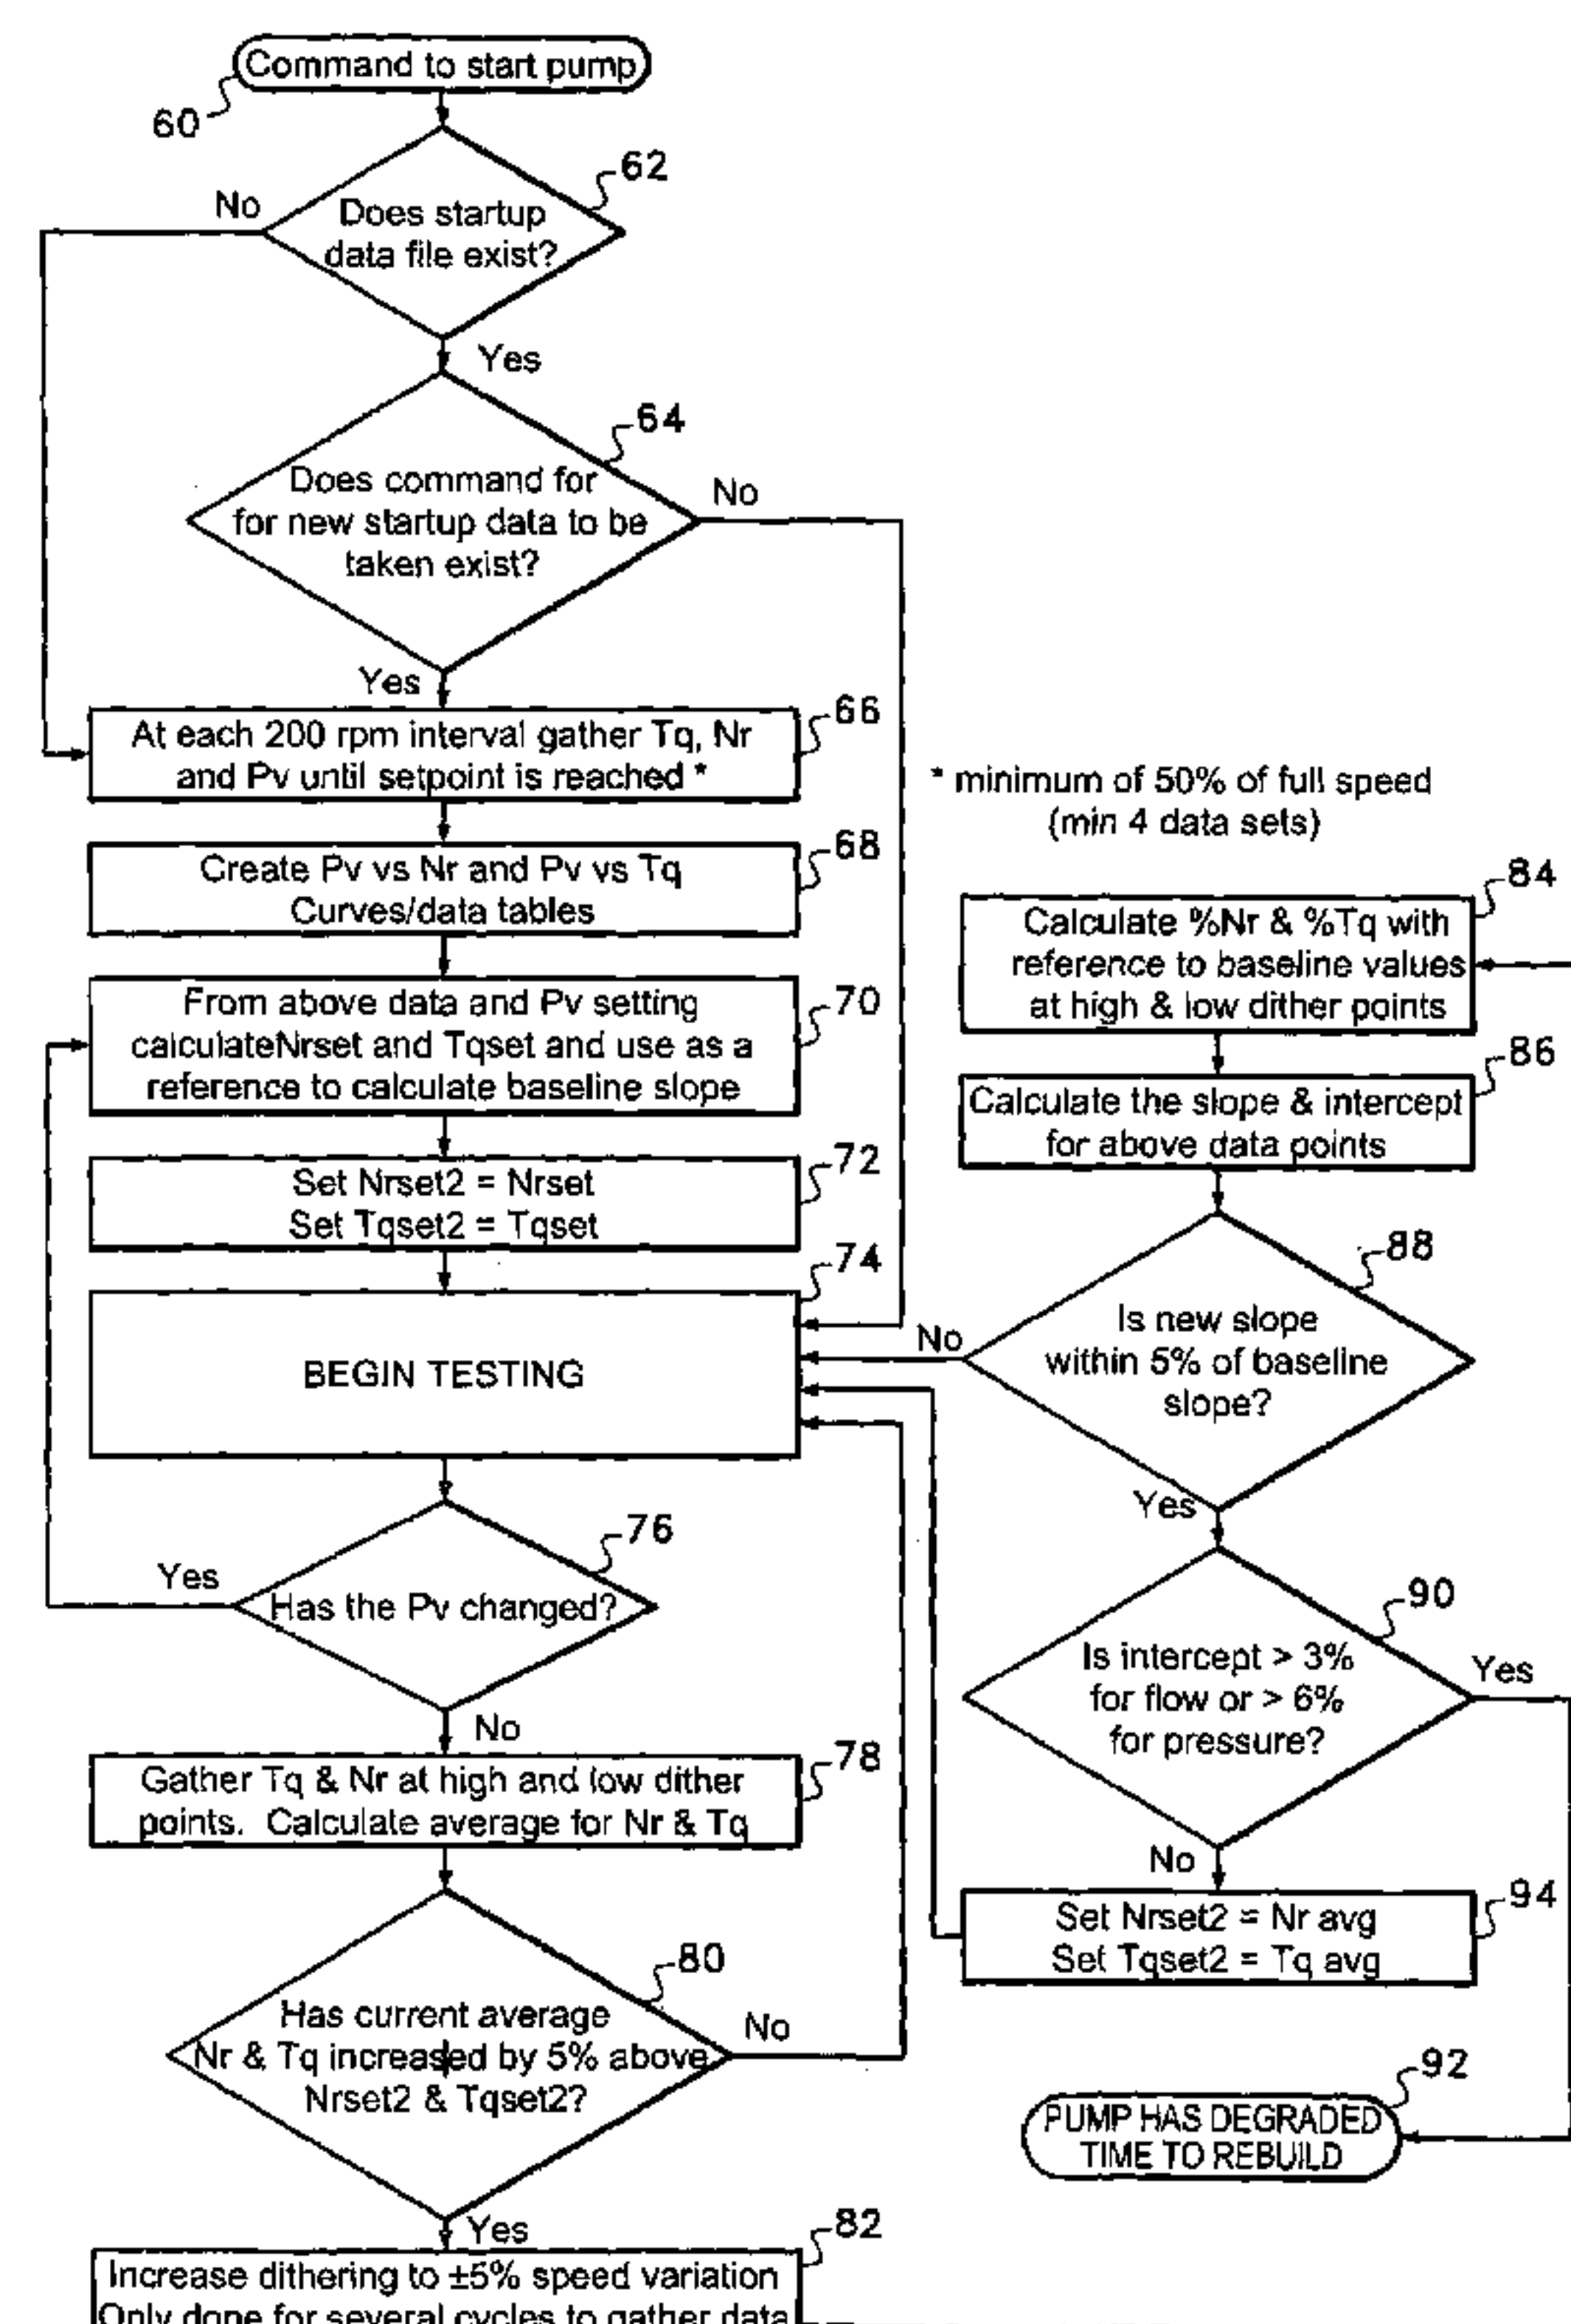 Command to start pump
60
62
No
Does startup
data file exist?
Yes
64
Does command for
for new startup data to be
taken exist?
No
Yes
66
At each 200 rpm interval gather Tq, Nr
and Pv until setpoint is reached *
* minimum of 50% of full speed
(min 4 data sets)
68
Create Pv vs Nr and Pv vs Tq
Curves/data tables
70
From above data and Pv setting
calculateNrset and Tqset and use as a
reference to calculate baseline slope
72
Set Nrset2 = Nrset
Set Tqset2 = Tqset
74
BEGIN TESTING
76
Yes
Has the Pv changed?
No
78
Gather Tq & Nr at high and low dither
points. Calculate average for Nr & Tq
80
Has current average
Nr & Tq increased by 5% above
Nrset2 & Tqset2?
No
Yes
82
Increase dithering to ±5% speed variation
Only done for several cycles to gather data
84
Calculate %Nr & %Tq with
reference to baseline values
at high & low dither points
86
Calculate the slope & intercept
for above data points
88
Is new slope
within 5% of baseline
slope?
No
Yes
90
Is intercept > 3%
for flow or > 6%
for pressure?
Yes
No
94
Set Nrset2 = Nr avg
Set Tqset2 = Tq avg
92
PUMP HAS DEGRADED
TIME TO REBUILD